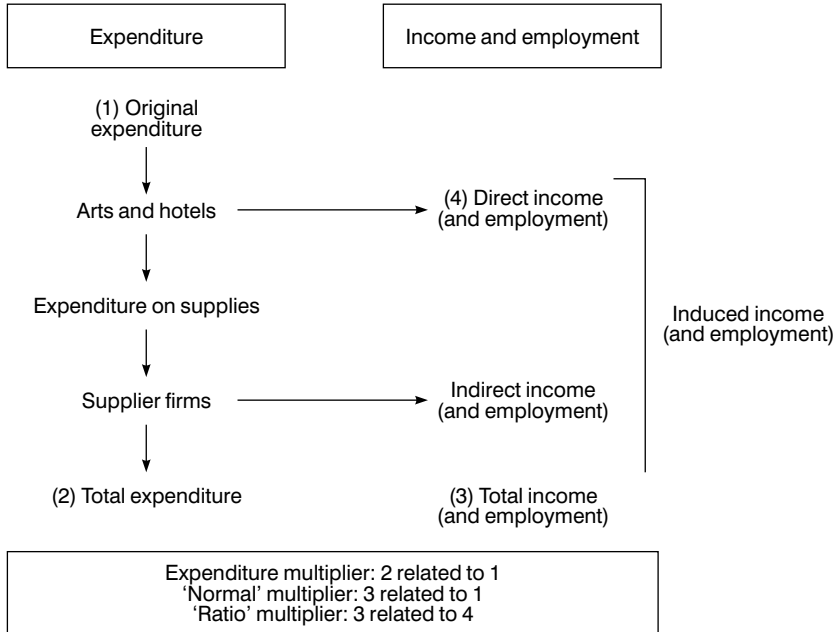 Expenditure
Income and employment
(1) Original
expenditure
Arts and hotels
(4) Direct income
(and employment)
Expenditure on supplies
Induced income
(and employment)
Supplier firms
Indirect income
(and employment)
(2) Total expenditure
(3) Total income
(and employment)
Expenditure multiplier: 2 related to 1
‘Normal’ multiplier: 3 related to 1
‘Ratio’ multiplier: 3 related to 4